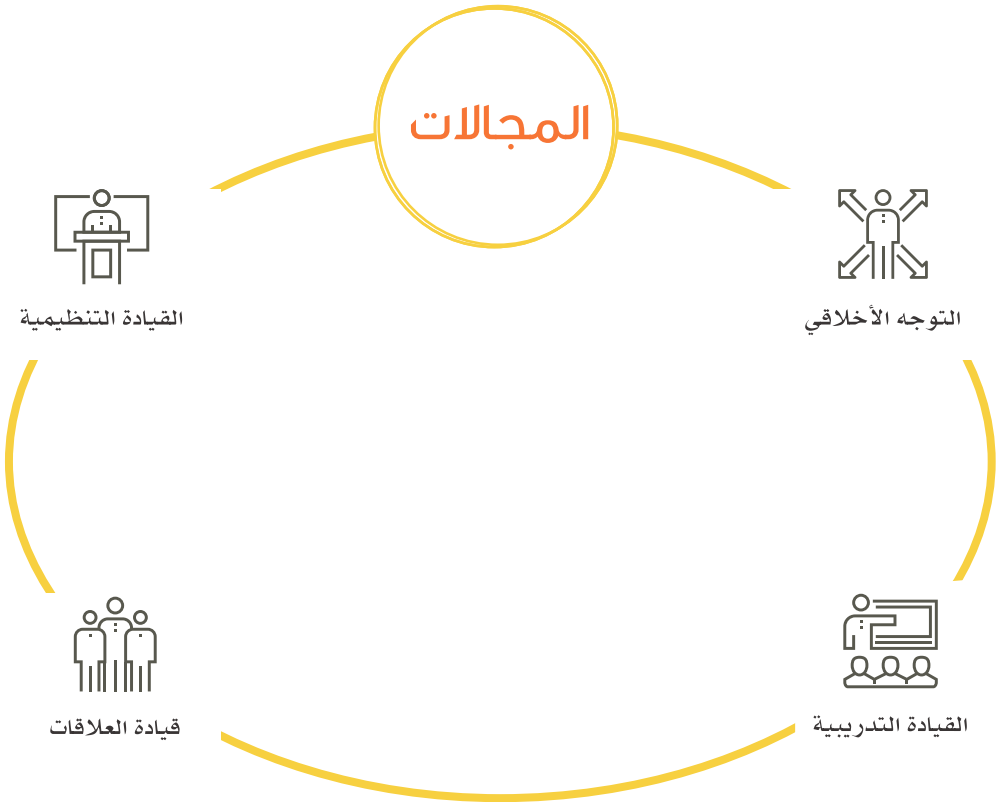 المجالات
التوجه الأخلاقي
القيادة التنظيمية
القيادة التدريبية
قيادة العلاقات